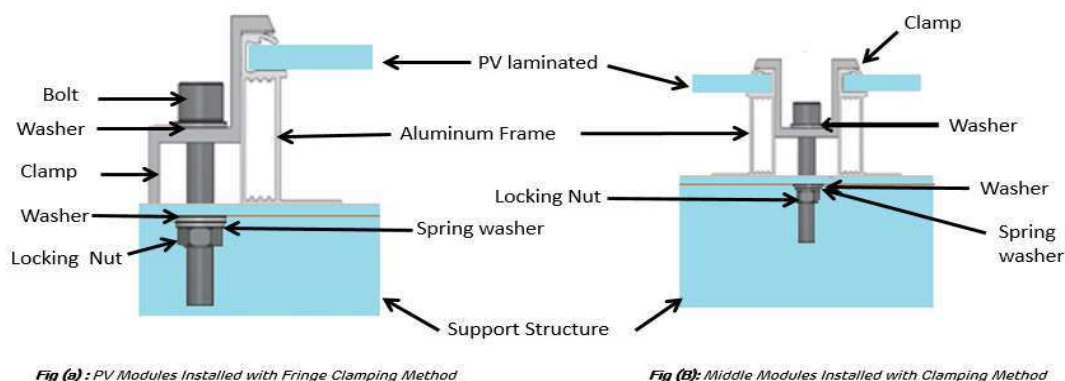 Clamp
PV laminated
Bolt
Washer
Aluminum Frame
Washer
Clamp
Washer
Locking Nut
Washer
Spring washer
Spring
washer
Locking Nut
Support Structure
Fig (a) : PV Modules Installed with Fringe Clamping Method
Fig (B): Middle Modules Installed with Clamping Method